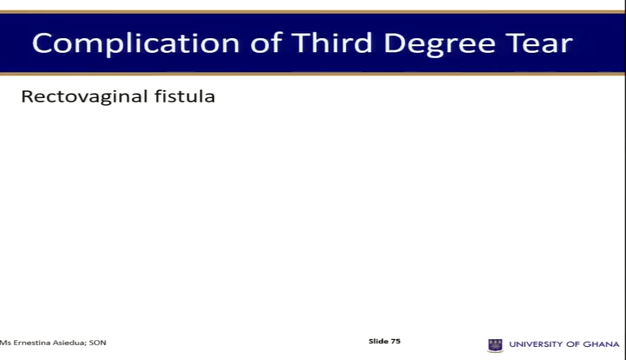 Complication of Third Degree Tear
Rectovaginal fistula
Ms Ernestina Asiedua; SON
Slide 75
UNIVERSITY OF GHANA